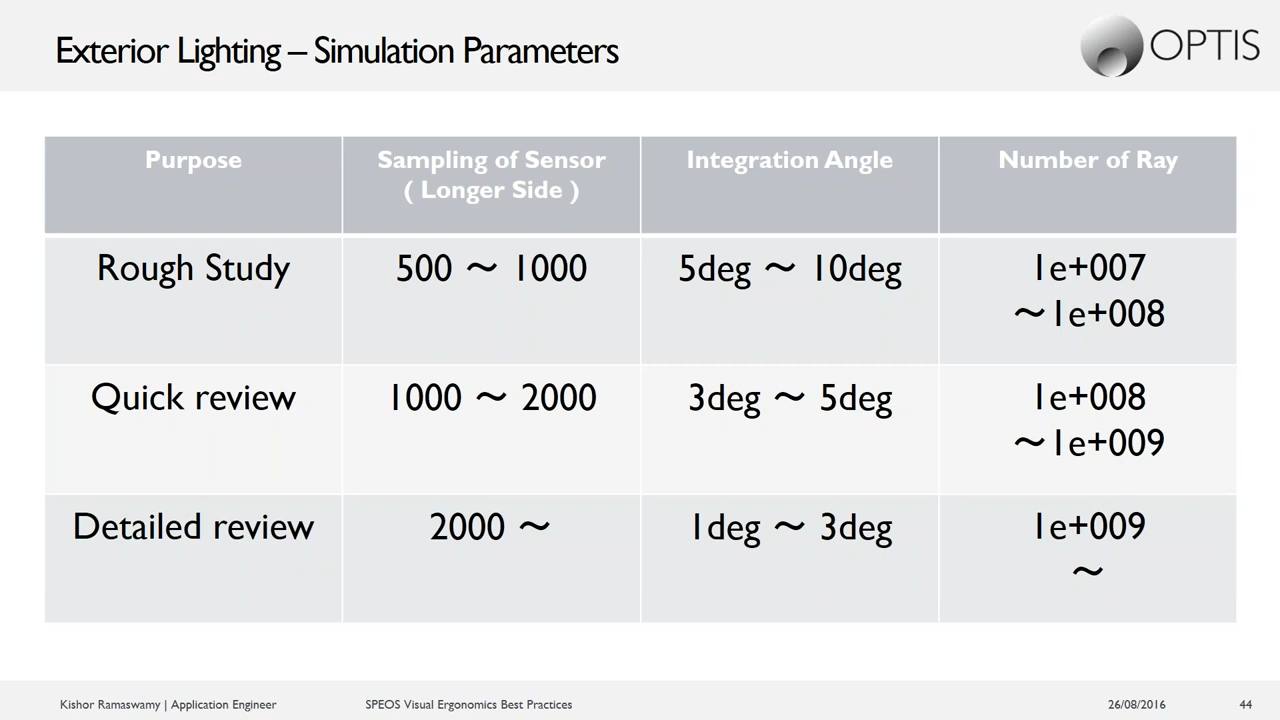 Exterior Lighting – Simulation Parameters
OPTIS
Purpose
Sampling of Sensor
( Longer Side )
Integration Angle
Number of Ray
Rough Study
500 ～ 1000
5deg ～ 10deg
1e+007
～1e+008
Quick review
1000 ～ 2000
3deg ～ 5deg
1e+008
～1e+009
Detailed review
2000 ～
1deg ～ 3deg
1e+009
～
Kishor Ramaswamy | Application Engineer
SPEOS Visual Ergonomics Best Practices
26/08/2016
44